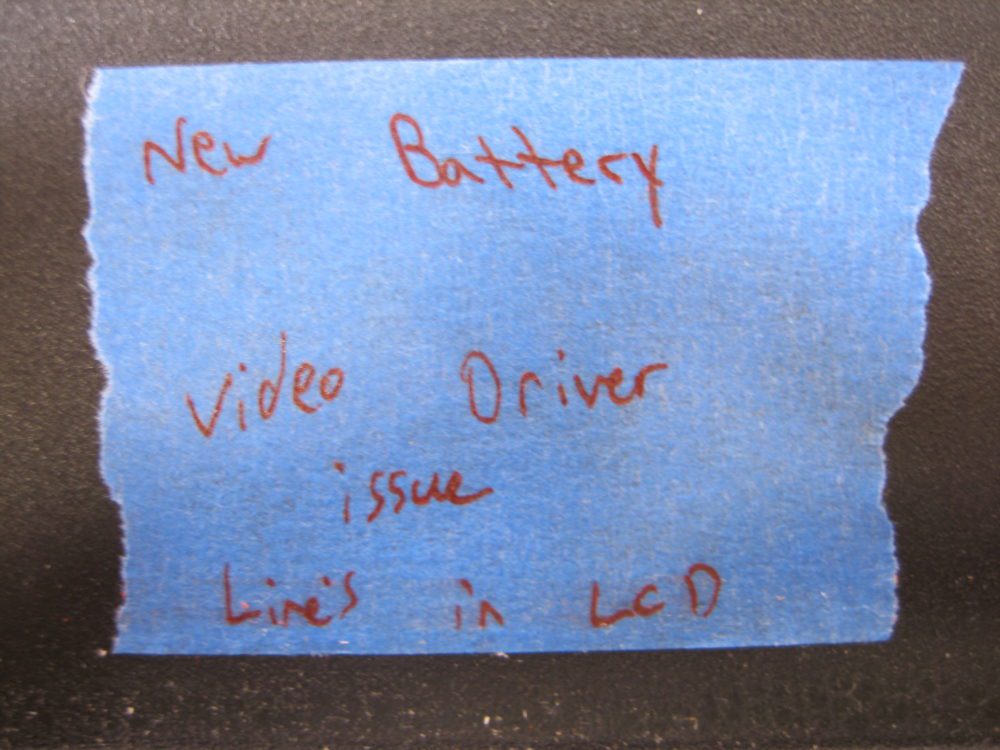 New Battery
Video Driver
issue
Line's in LCD